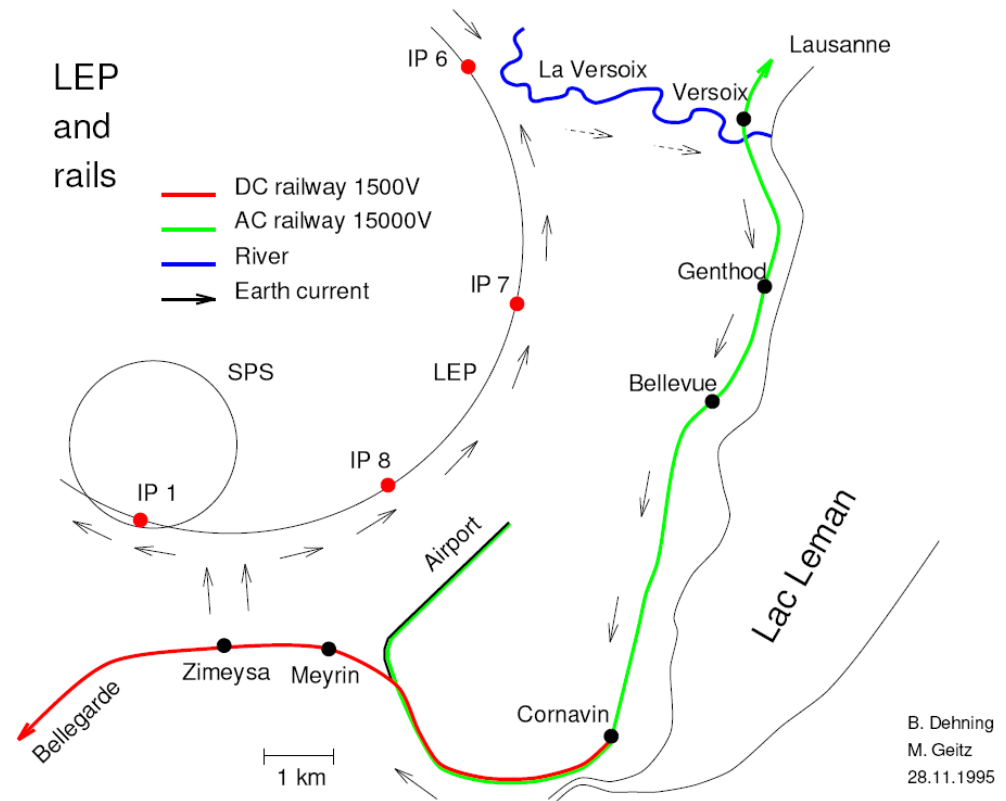 LEP
and
rails
DC railway 1500V
AC railway 15000V
River
Earth current
IP 6
La Versoix
Lausanne
Versoix
Genthod
IP 7
SPS
LEP
Bellevue
IP 8
IP 1
Airport
Lac Leman
Zimeysa
Meyrin
Bellegarde
Cornavin
1 km
B. Dehning
M. Geitz
28.11.1995